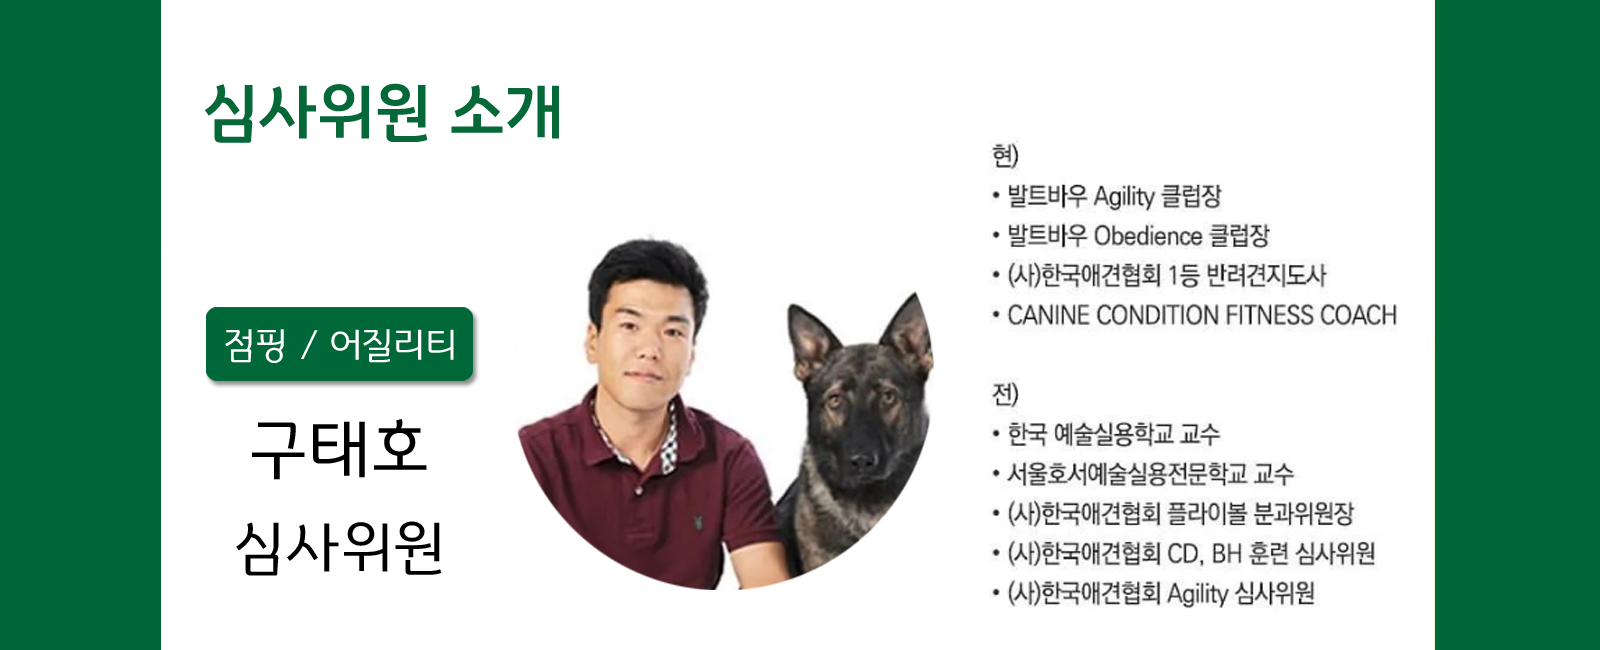 심사위원 소개
점핑 / 어질리티
구태호
심사위원
현)
• 발트바우 Agility 클럽장
• 발트바우 Obedience 클럽장
• (사)한국애견협회 1등 반려견지도사
• CANINE CONDITION FITNESS COACH
전)
• 한국 예술실용학교 교수
• 서울호서예술실용전문학교 교수
• (사)한국애견협회 플라이볼 분과위원장
• (사)한국애견협회 CD, BH 훈련 심사위원
• (사)한국애견협회 Agility 심사위원